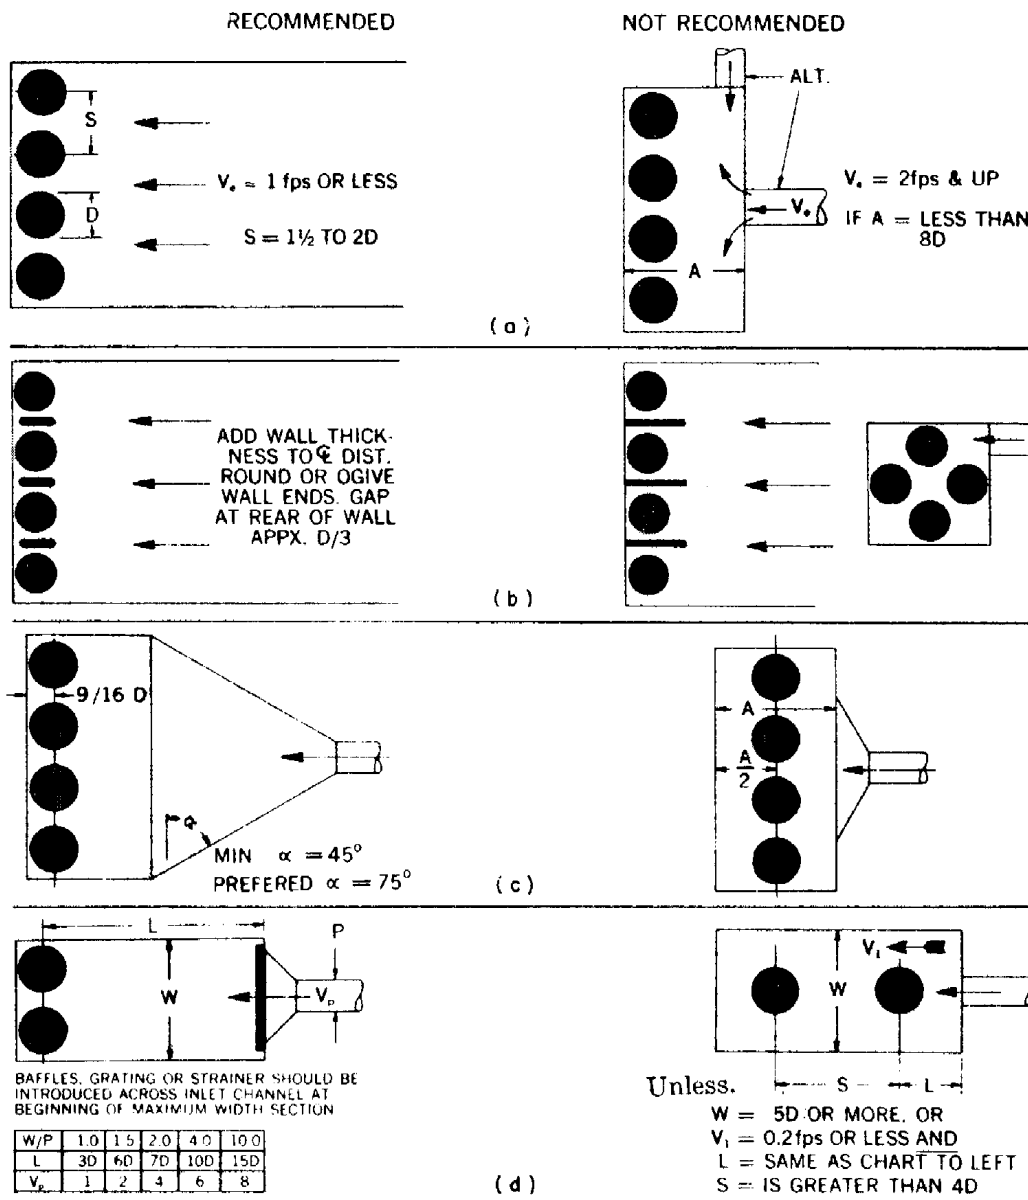 RECOMMENDED
NOT RECOMMENDED
S
D
Vₑ = 1 fps OR LESS
S = 1½ TO 2D
ALT.
Vₑ
Vₑ = 2fps & UP
IF A = LESS THAN
8D
A
(a)
ADD WALL THICK-
NESS TO ℄ DIST.
ROUND OR OGIVE
WALL ENDS. GAP
AT REAR OF WALL
APPX. D/3
(b)
9/16 D
α
MIN α = 45°
PREFERED α = 75°
A
A/2
(c)
L
W
P
Vₚ
BAFFLES, GRATING OR STRAINER SHOULD BE
INTRODUCED ACROSS INLET CHANNEL AT
BEGINNING OF MAXIMUM WIDTH SECTION
W/P 1.0 1.5 2.0 4.0 10.0
L 3D 6D 7D 10D 15D
Vₚ 1 2 4 6 8
V₁
W
S
L
Unless.
W = 5D OR MORE, OR
V₁ = 0.2fps OR LESS AND
L = SAME AS CHART TO LEFT
S = IS GREATER THAN 4D
(d)